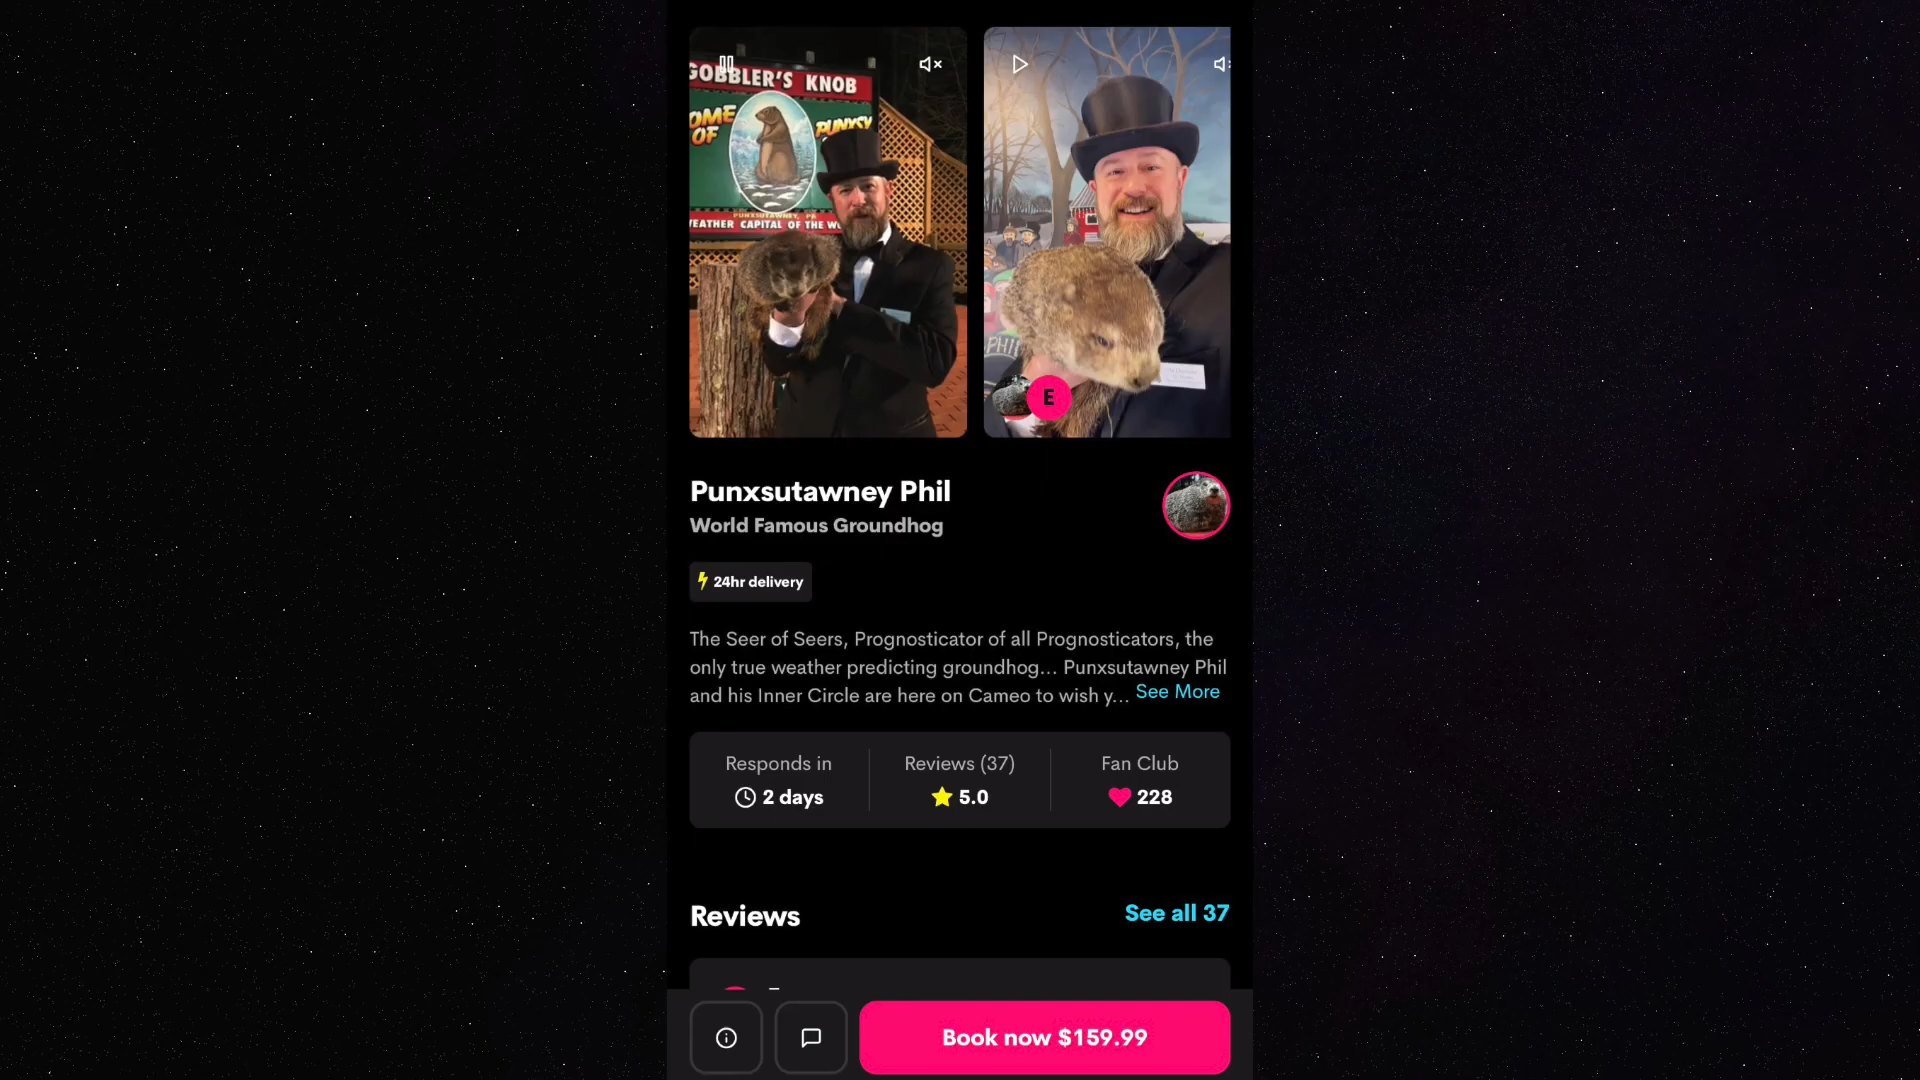 GOBBLER'S KNOB
OME OF
PUNXSY
PUNXSUTAWNEY, PA
EATHER CAPITAL OF THE W
PHIL
E
Punxsutawney Phil
World Famous Groundhog
24hr delivery
The Seer of Seers, Prognosticator of all Prognosticators, the
only true weather predicting groundhog... Punxsutawney Phil
and his Inner Circle are here on Cameo to wish y... See More
Responds in
2 days
Reviews (37)
5.0
Fan Club
228
Reviews
See all 37
Book now $159.99